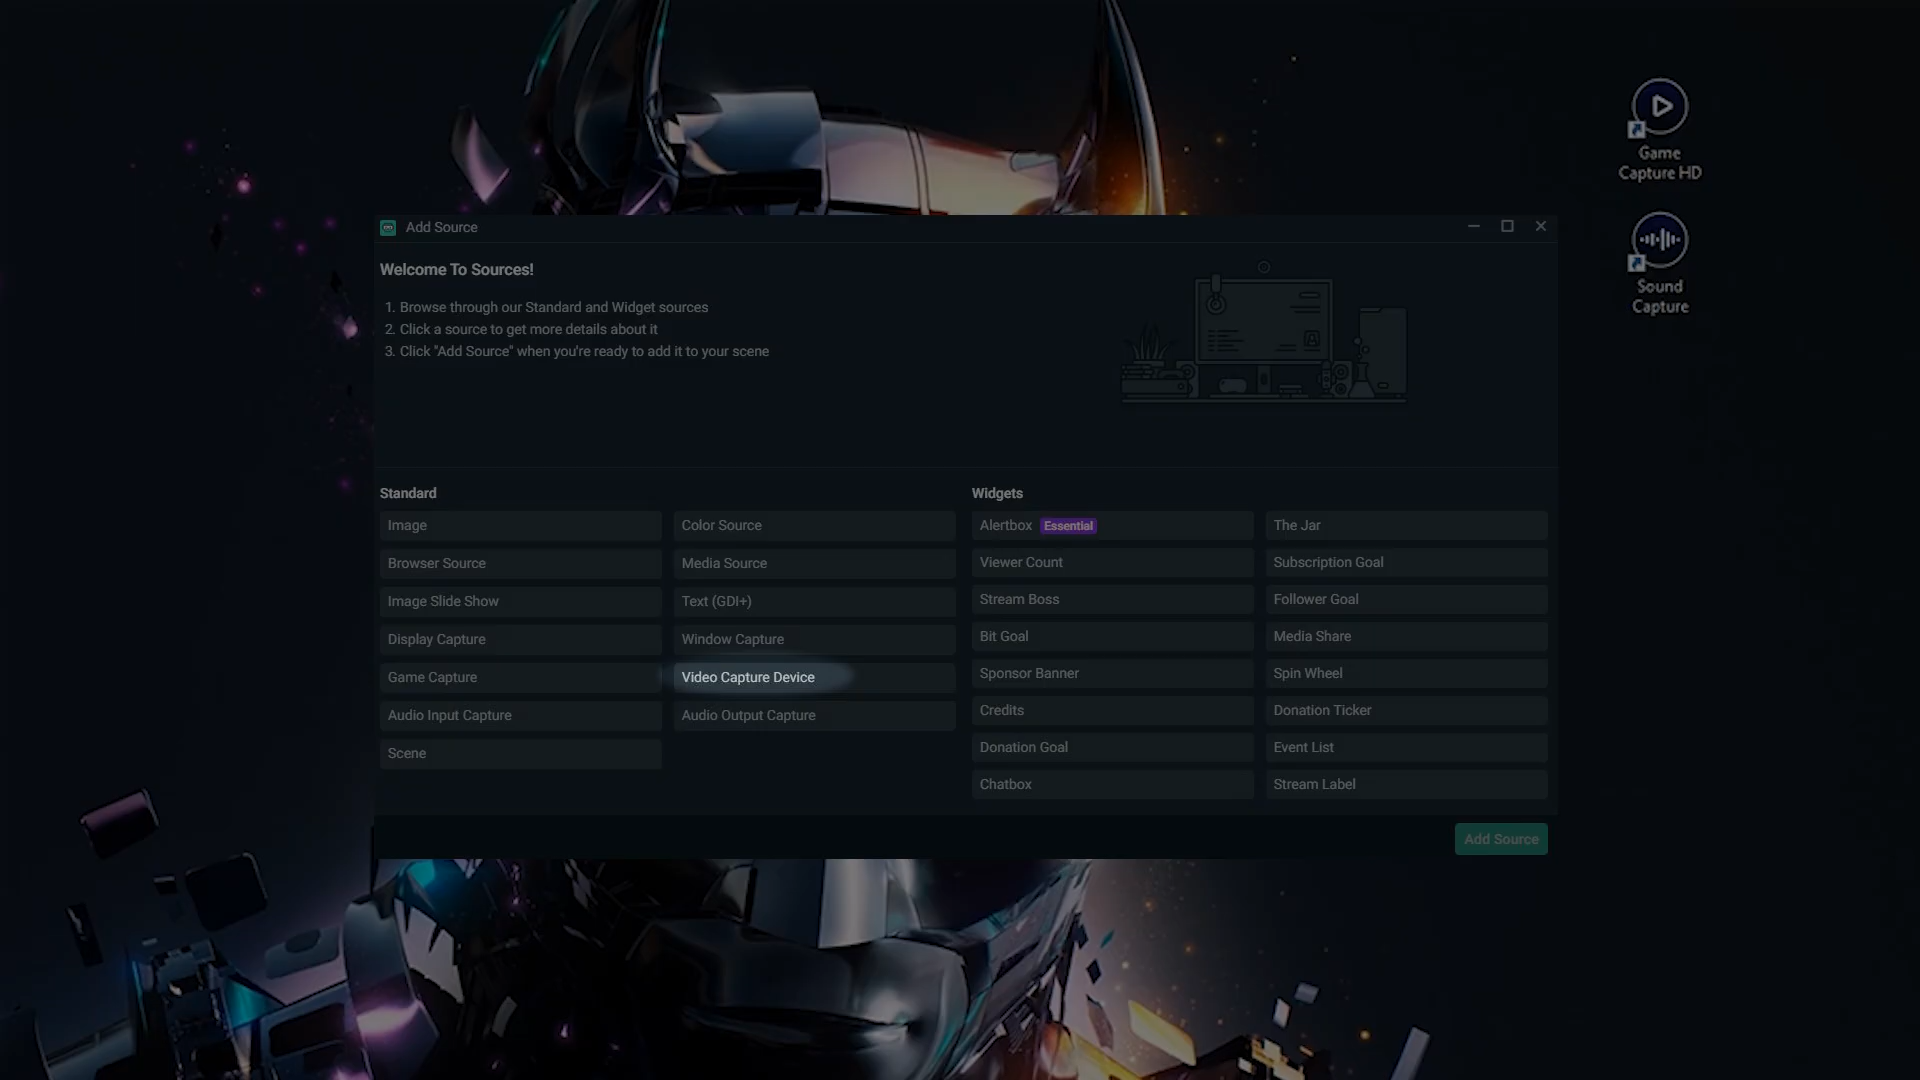 Game
Capture HD
Sound
Capture
Add Source
Welcome To Sources!
1. Browse through our Standard and Widget sources
2. Click a source to get more details about it
3. Click "Add Source" when you're ready to add it to your scene
Standard
Image
Color Source
Browser Source
Media Source
Image Slide Show
Text (GDI+)
Display Capture
Window Capture
Game Capture
Video Capture Device
Audio Input Capture
Audio Output Capture
Scene
Widgets
Alertbox Essential
The Jar
Viewer Count
Subscription Goal
Stream Boss
Follower Goal
Bit Goal
Media Share
Sponsor Banner
Spin Wheel
Credits
Donation Ticker
Donation Goal
Event List
Chatbox
Stream Label
Add Source